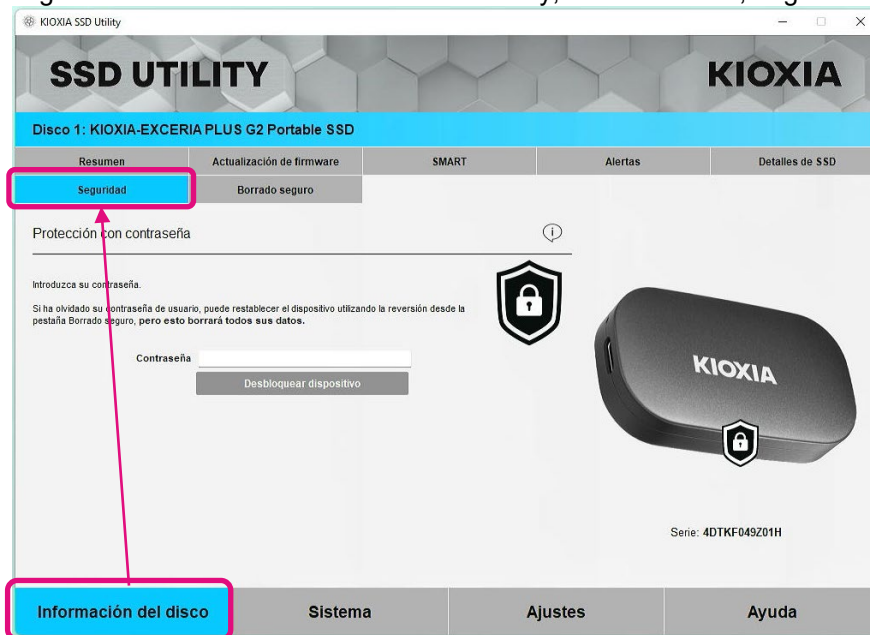 KIOXIA SSD Utility
SSD UTILITY
KIOXIA
Disco 1: KIOXIA-EXCERIA PLUS G2 Portable SSD
Resumen Actualización de firmware SMART Alertas Detalles de SSD
Seguridad Borrado seguro
Protección con contraseña
Introduzca su contraseña.
Si ha olvidado su contraseña de usuario, puede restablecer el dispositivo utilizando la reversión desde la
pestaña Borrado seguro, pero esto borrará todos sus datos.
Contraseña
Desbloquear dispositivo
KIOXIA
Serie: 4DTKF049Z01H
Información del disco Sistema Ajustes Ayuda